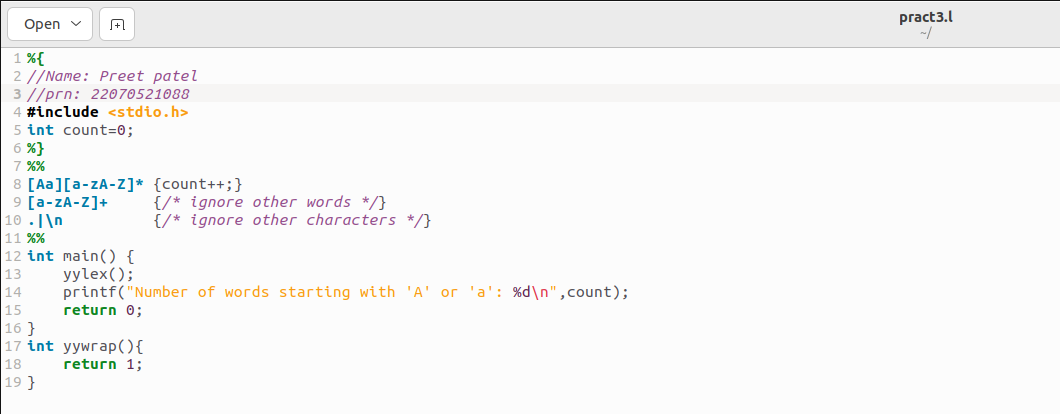 Open
pract3.l
~/
1 %{
2 //Name: Preet patel
3 //prn: 22070521088
4 #include <stdio.h>
5 int count=0;
6 %}
7 %%
8 [Aa][a-zA-Z]* {count++;}
9 [a-zA-Z]+     {/* ignore other words */}
10 .|\n          {/* ignore other characters */}
11 %%
12 int main() {
13     yylex();
14     printf("Number of words starting with 'A' or 'a': %d\n",count);
15     return 0;
16 }
17 int yywrap(){
18     return 1;
19 }